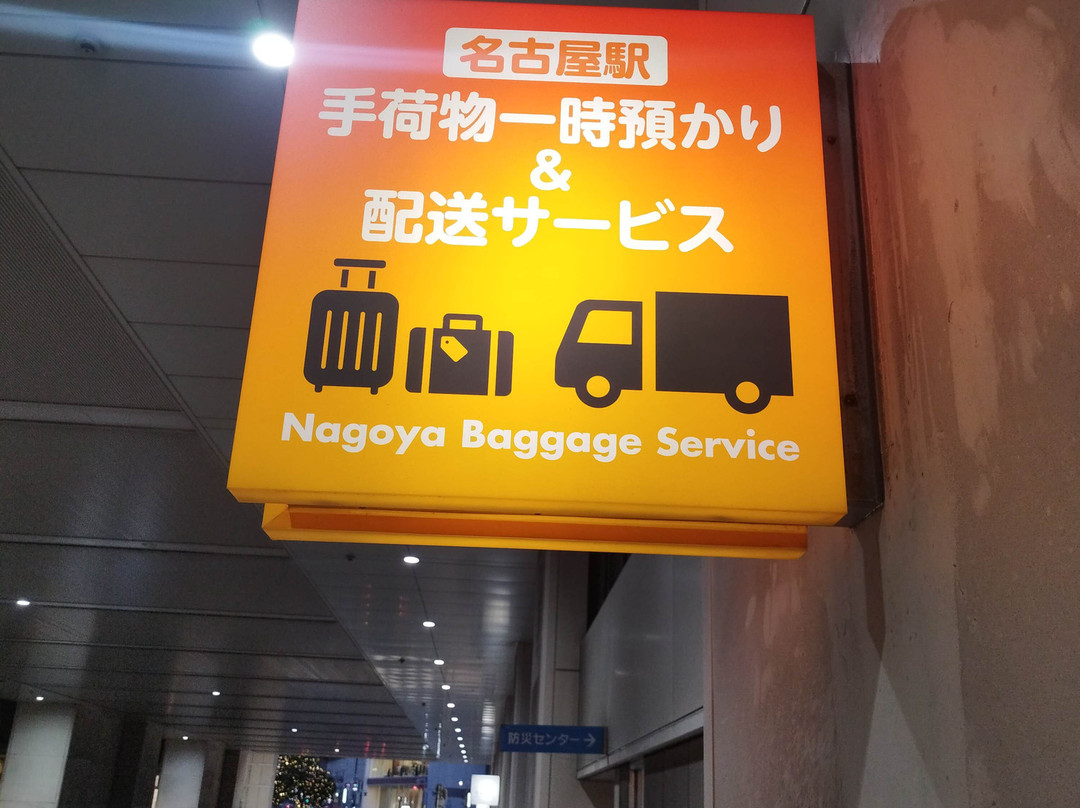 名古屋駅
手荷物一時預かり
&
配送サービス
Nagoya Baggage Service
防災センター→